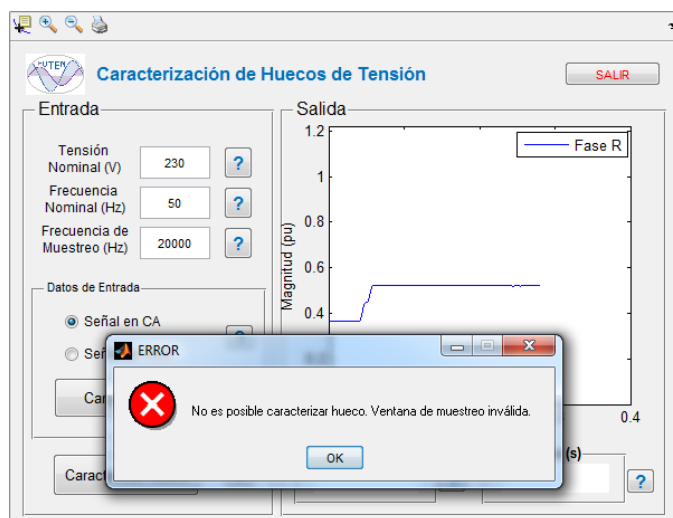 FUTEN
Caracterización de Huecos de Tensión
SALIR
Entrada
Tensión
Nominal (V)
230
?
Frecuencia
Nominal (Hz)
50
?
Frecuencia de
Muestreo (Hz)
20000
?
Datos de Entrada
Señal en CA
Salida
1.2
1
0.8
0.6
0.4
0.4
Magnitud (pu)
Fase R
ERROR
No es posible caracterizar hueco. Ventana de muestreo inválida.
OK
(s)
?